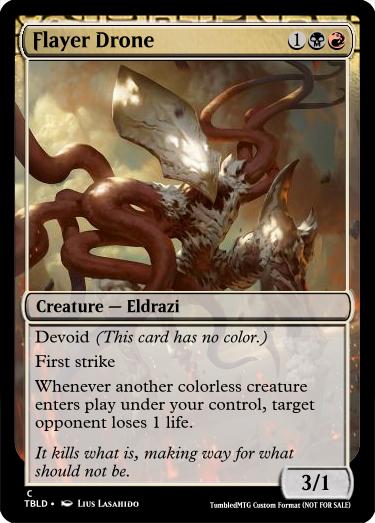 Flayer Drone 1
Creature — Eldrazi
Devoid (This card has no color.)
First strike
Whenever another colorless creature
enters play under your control, target
opponent loses 1 life.
It kills what is, making way for what
should not be.
3/1
C
TBLD • Lius Lasahido
TumbledMTG Custom Format (NOT FOR SALE)